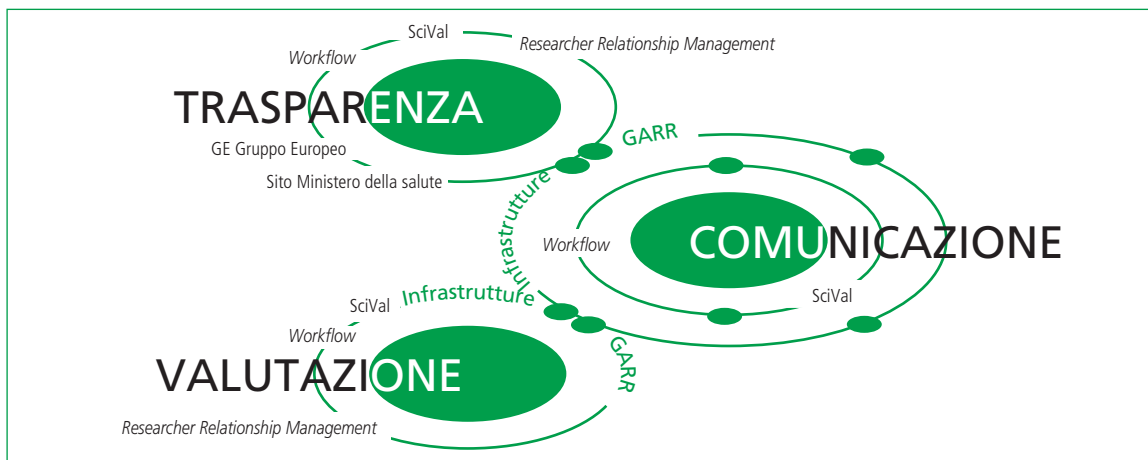 SciVal
Researcher Relationship Management
Workflow
TRASPARENZA
GE Gruppo Europeo
Sito Ministero della salute
GARR
Infrastrutture
Workflow
COMUNICAZIONE
SciVal
SciVal
Infrastrutture
Workflow
GARR
VALUTAZIONE
Researcher Relationship Management